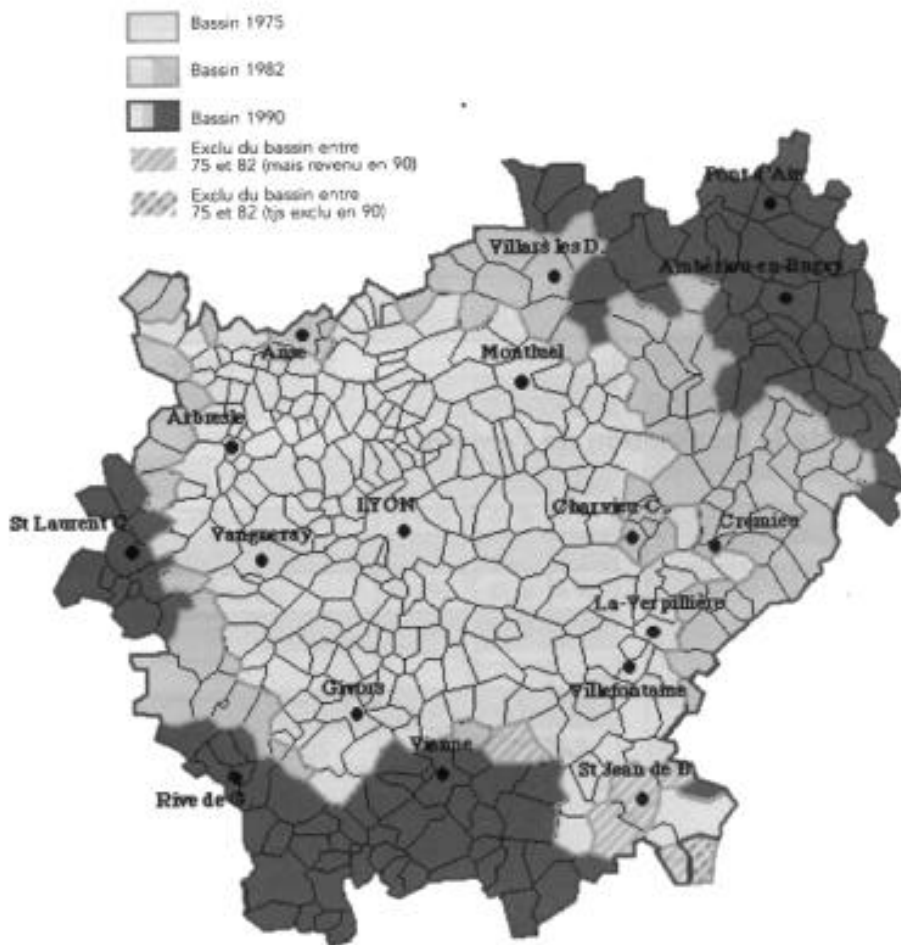 Bassin 1975
Bassin 1982
Bassin 1990
Exclu du bassin entre
75 et 82 (mais revenu en 90)
Exclu du bassin entre
75 et 82 (tjs exclu en 90)
Pont d'Ain
Villars les D.
Ambérieu-en-Bugey
Anse
Montluel
Arbresle
St Laurent C
LYON
Charvieu C.
Vaugneray
Crémieu
La-Verpillière
Villefontaine
Givors
Vienne
St Jean de B
Rive de G